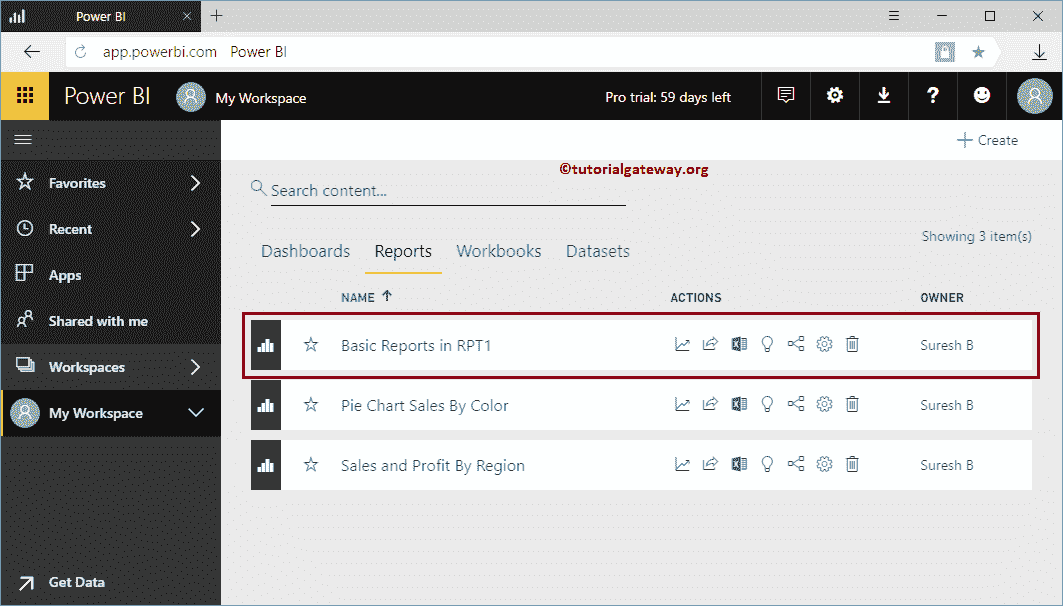 Power BI
app.powerbi.com Power BI
Power BI My Workspace Pro trial: 59 days left ?
Create
©tutorialgateway.org
Favorites
Search content...
Recent
Showing 3 item(s)
Dashboards Reports Workbooks Datasets
Apps
NAME ACTIONS OWNER
Shared with me
Basic Reports in RPT1 Suresh B
Workspaces
Pie Chart Sales By Color Suresh B
My Workspace
Sales and Profit By Region Suresh B
Get Data